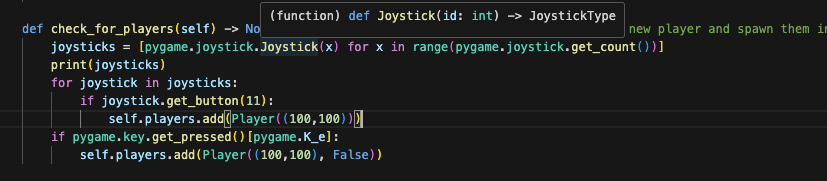 (function) def Joystick(id: int) -> JoystickType
def check_for_players(self) -> No new player and spawn them in
joysticks = [pygame.joystick.Joystick(x) for x in range(pygame.joystick.get_count())]
print(joysticks)
for joystick in joysticks:
if joystick.get_button(11):
self.players.add(Player((100,100)))
if pygame.key.get_pressed()[pygame.K_e]:
self.players.add(Player((100,100), False))